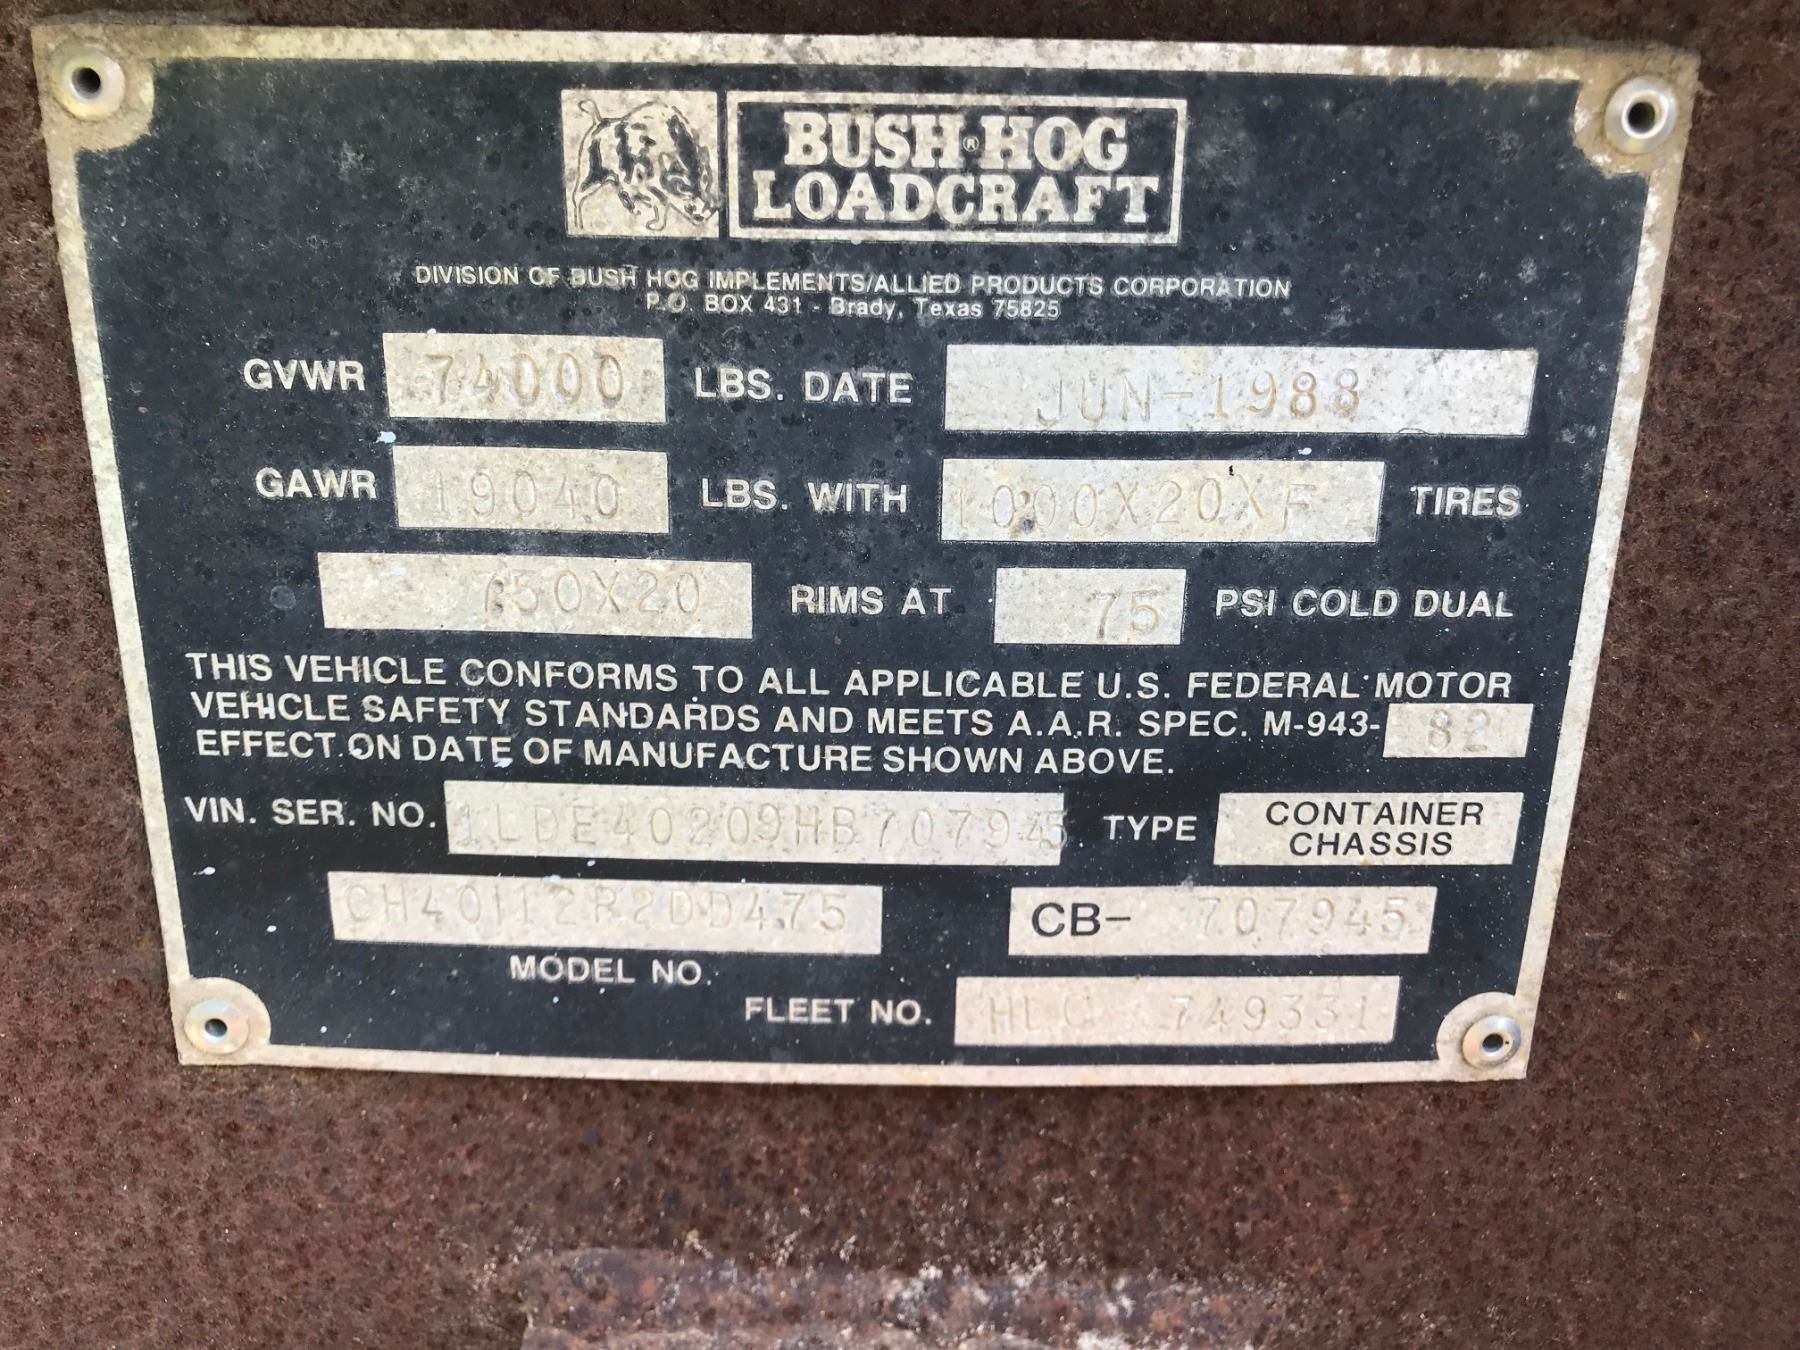 BUSH HOG ®
LOADCRAFT
DIVISION OF BUSH HOG IMPLEMENTS/ALLIED PRODUCTS CORPORATION
P.O. BOX 431 - Brady, Texas 75825
GVWR 74000 LBS. DATE JUN-1988
GAWR 19040 LBS. WITH 1000X20XF TIRES
RIMS AT 75 PSI COLD DUAL
THIS VEHICLE CONFORMS TO ALL APPLICABLE U.S. FEDERAL MOTOR
VEHICLE SAFETY STANDARDS AND MEETS A.A.R. SPEC. M-943-82
EFFECT ON DATE OF MANUFACTURE SHOWN ABOVE.
VIN. SER. NO. 1LDE40209HB707945 TYPE CONTAINER
CHASSIS
CB- 707945
MODEL NO.
FLEET NO. HLC 749331